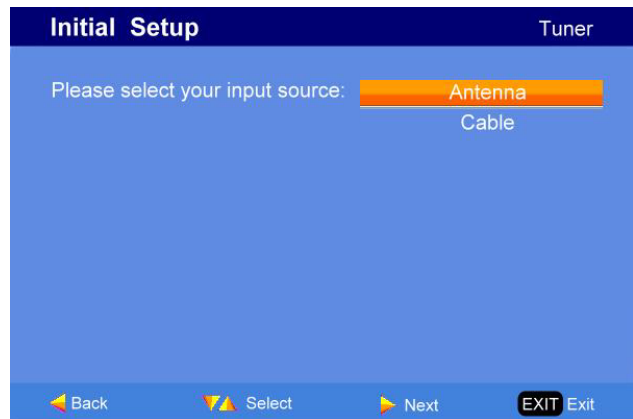 Initial Setup Tuner
Please select your input source: Antenna
Cable
Back Select Next EXIT Exit